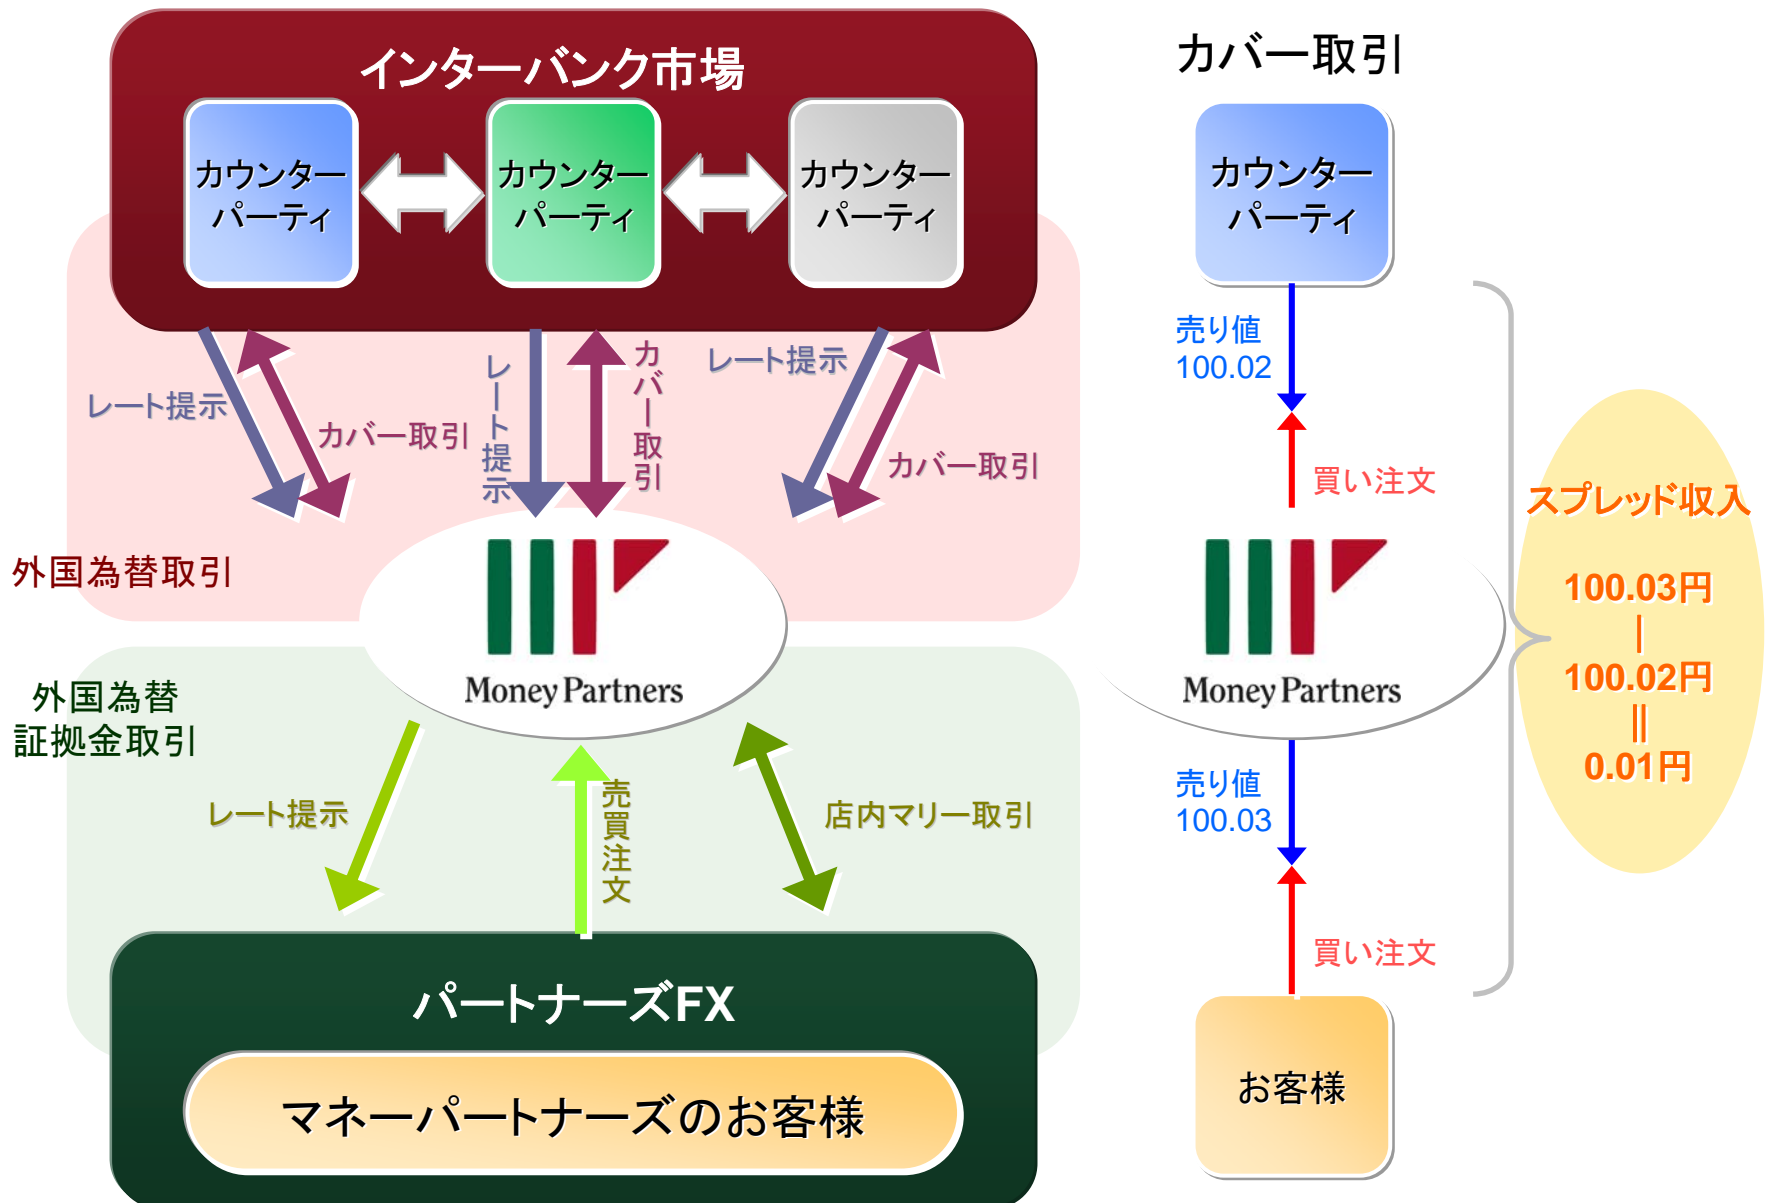 インターバンク市場
カウンター
パーティ
カウンター
パーティ
カウンター
パーティ
レート提示
カバー取引
レート提示
カバー取引
レート提示
カバー取引
外国為替取引
Money Partners
外国為替
証拠金取引
レート提示
売買注文
店内マリー取引
パートナーズFX
マネーパートナーズのお客様
カバー取引
カウンター
パーティ
売り値
100.02
買い注文
Money Partners
売り値
100.03
買い注文
お客様
スプレッド収入
100.03円
|
100.02円
||
0.01円